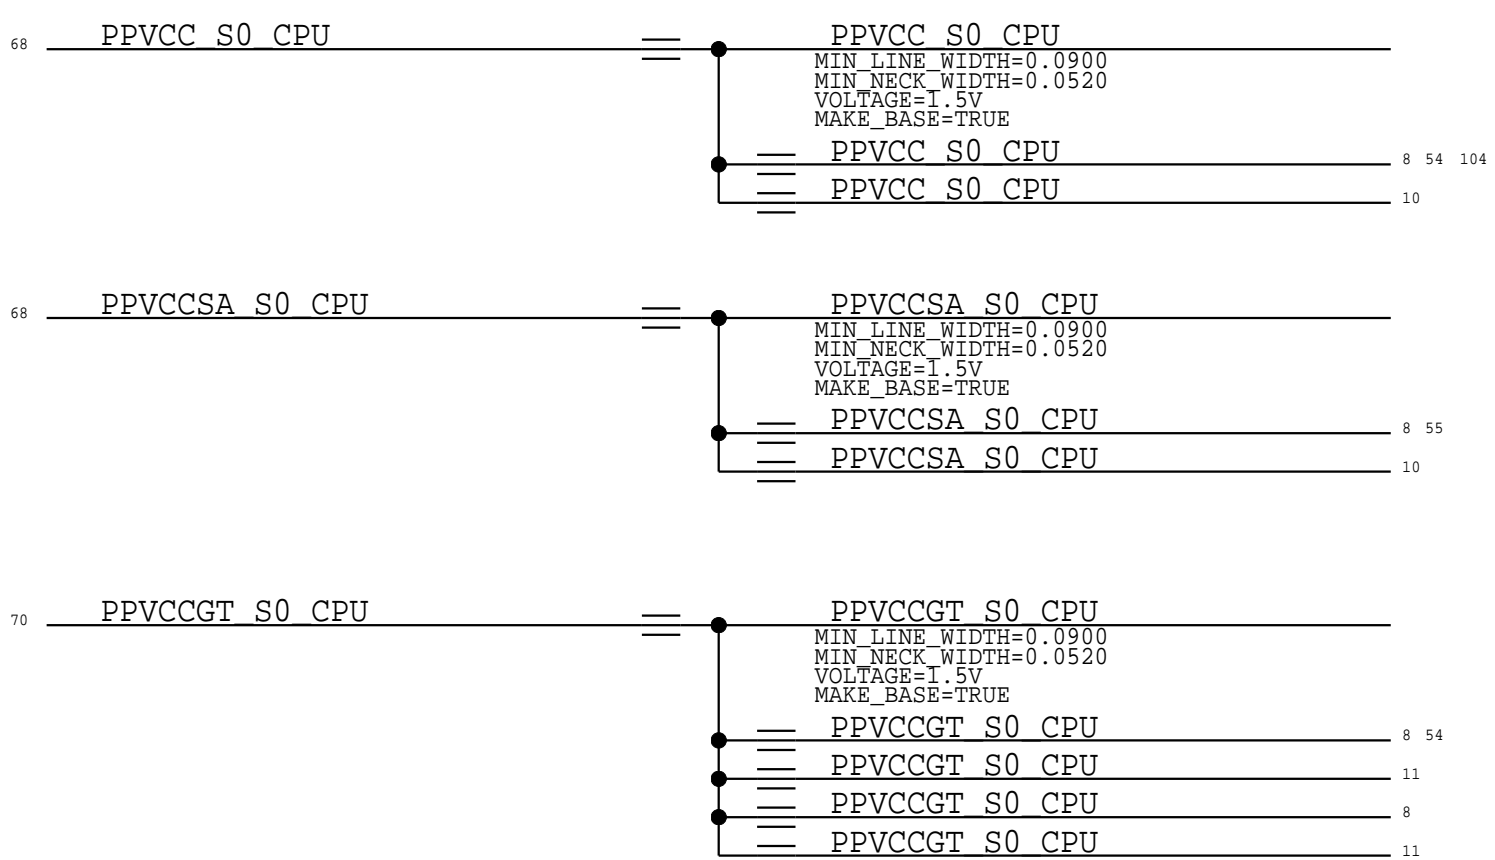 68 PPVCC_S0_CPU PPVCC_S0_CPU
MIN_LINE_WIDTH=0.0900
MIN_NECK_WIDTH=0.0520
VOLTAGE=1.5V
MAKE_BASE=TRUE
PPVCC_S0_CPU 8 54 104
PPVCC_S0_CPU 10
68 PPVCCSA_S0_CPU PPVCCSA_S0_CPU
MIN_LINE_WIDTH=0.0900
MIN_NECK_WIDTH=0.0520
VOLTAGE=1.5V
MAKE_BASE=TRUE
PPVCCSA_S0_CPU 8 55
PPVCCSA_S0_CPU 10
70 PPVCCGT_S0_CPU PPVCCGT_S0_CPU
MIN_LINE_WIDTH=0.0900
MIN_NECK_WIDTH=0.0520
VOLTAGE=1.5V
MAKE_BASE=TRUE
PPVCCGT_S0_CPU 8 54
PPVCCGT_S0_CPU 11
PPVCCGT_S0_CPU 8
PPVCCGT_S0_CPU 11